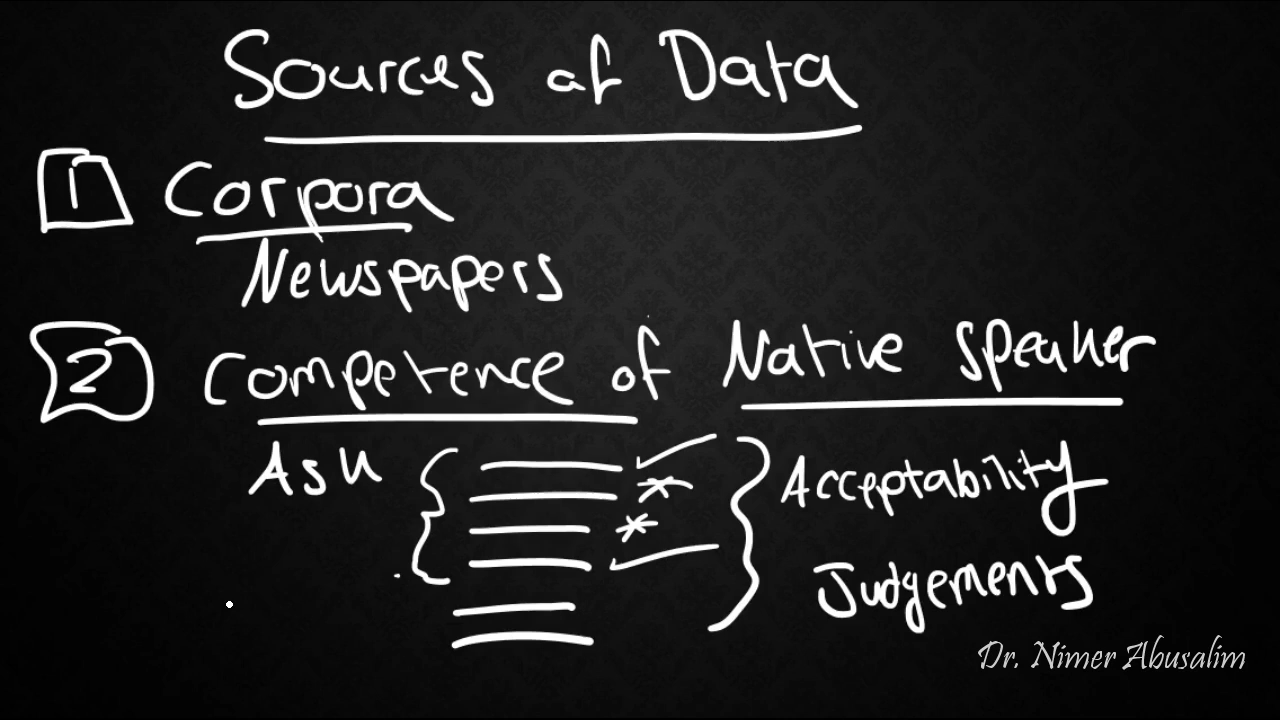 Sources of Data
1 Corpora
Newspapers
2 Competence of Native Speaker
Ask { } Acceptability
Judgements
Dr. Nimer Abusalim